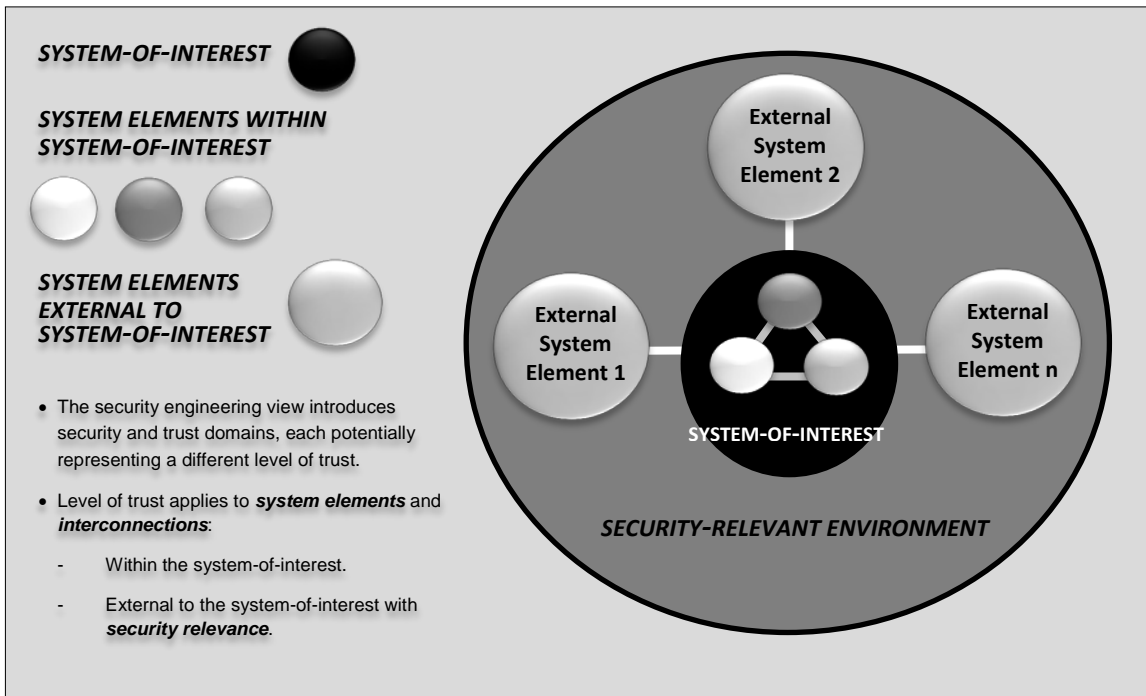 SYSTEM-OF-INTEREST
SYSTEM ELEMENTS WITHIN
SYSTEM-OF-INTEREST
SYSTEM ELEMENTS
EXTERNAL TO
SYSTEM-OF-INTEREST
• The security engineering view introduces
security and trust domains, each potentially
representing a different level of trust.
• Level of trust applies to system elements and
interconnections:
- Within the system-of-interest.
- External to the system-of-interest with
security relevance.
External
System
Element 2
External
System
Element 1
External
System
Element n
SYSTEM-OF-INTEREST
SECURITY-RELEVANT ENVIRONMENT